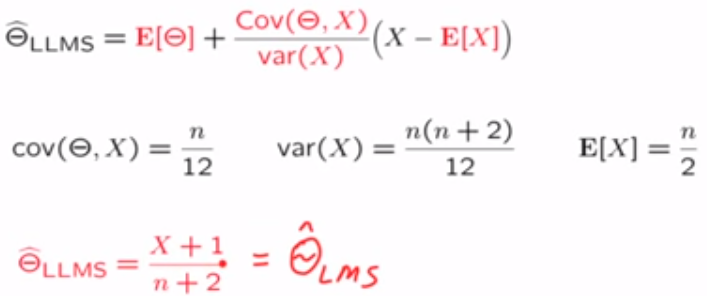 Θ̂_LLMS = E[Θ] + Cov(Θ, X)/var(X) (X − E[X])
cov(Θ, X) = n/12 var(X) = n(n + 2)/12 E[X] = n/2
Θ̂_LLMS = X + 1/n + 2 = Θ̂_LMS